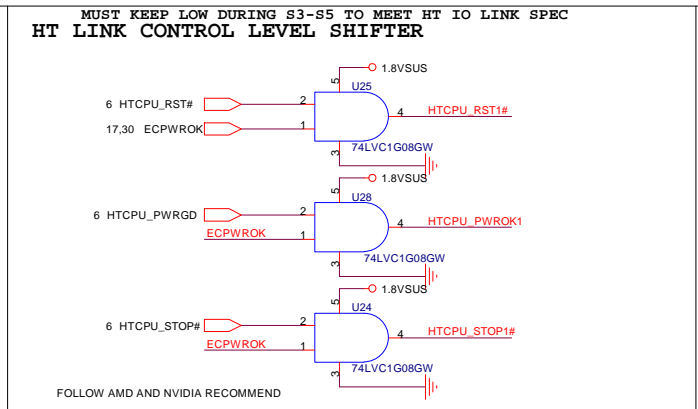 MUST KEEP LOW DURING S3-S5 TO MEET HT IO LINK SPEC
HT LINK CONTROL LEVEL SHIFTER
1.8VSUS
5
U25
6 HTCPU_RST#
2
4
HTCPU_RST1#
17,30 ECPWROK
1
74LVC1G08GW
3
1.8VSUS
5
U28
6 HTCPU_PWRGD
2
4
HTCPU_PWROK1
ECPWROK
1
74LVC1G08GW
3
1.8VSUS
5
U24
6 HTCPU_STOP#
2
4
HTCPU_STOP1#
ECPWROK
1
74LVC1G08GW
3
FOLLOW AMD AND NVIDIA RECOMMEND